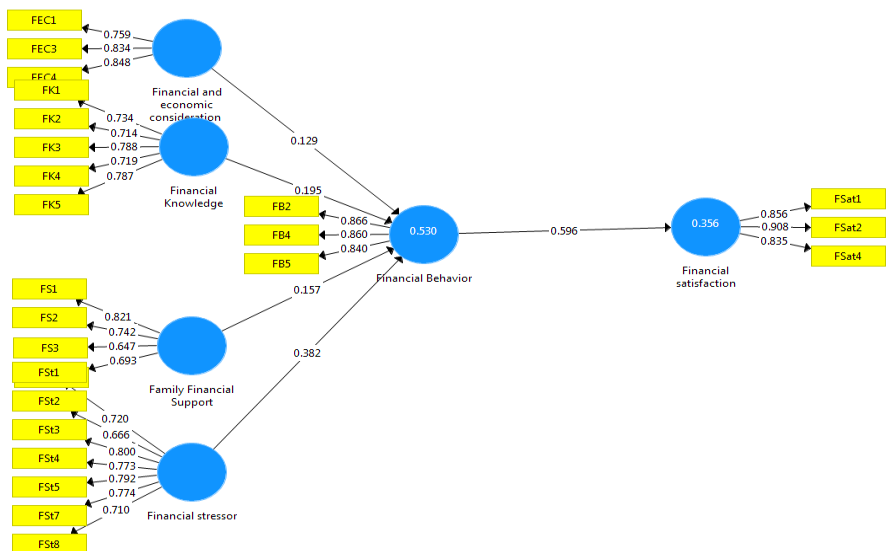 FEC1
0.759
FEC3
0.834
FEC4
0.848
Financial and
economic
consideration
0.129
FK1
0.734
FK2
0.714
FK3
0.788
FK4
0.719
FK5
0.787
Financial
Knowledge
0.195
FB2
0.866
FB4
0.860
FB5
0.840
0.530
Financial Behavior
0.596
0.356
Financial
satisfaction
0.856
FSat1
0.908
FSat2
0.835
FSat4
0.157
FS1
0.821
FS2
0.742
FS3
0.647
0.693
Family Financial
Support
0.382
FSt1
0.720
FSt2
0.666
FSt3
0.800
FSt4
0.773
FSt5
0.792
FSt7
0.774
FSt8
0.710
Financial stressor